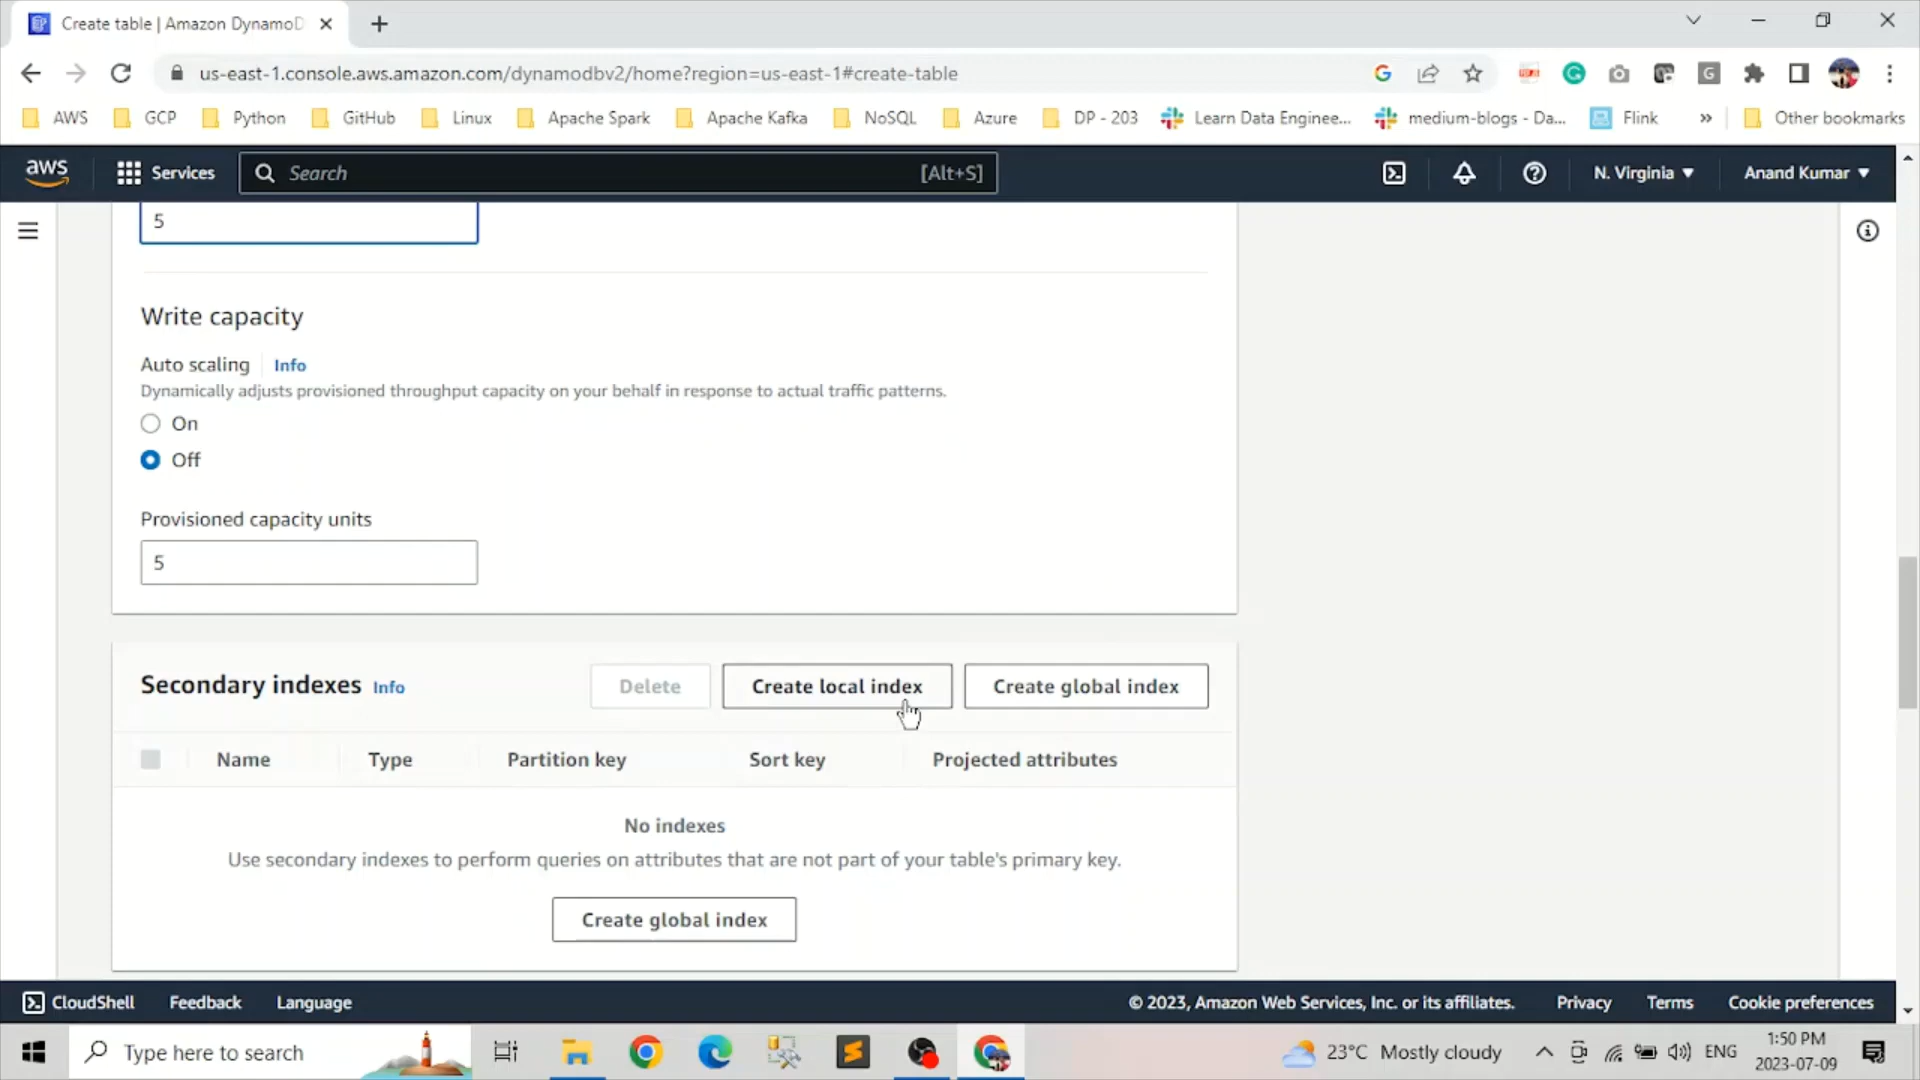 Create table | Amazon DynamoD
us-east-1.console.aws.amazon.com/dynamodbv2/home?region=us-east-1#create-table
AWS GCP Python GitHub Linux Apache Spark Apache Kafka NoSQL Azure DP - 203 Learn Data Enginee... medium-blogs - Da... Flink » Other bookmarks
aws Services Search [Alt+S] N. Virginia Anand Kumar
5
Write capacity
Auto scaling Info
Dynamically adjusts provisioned throughput capacity on your behalf in response to actual traffic patterns.
On
Off
Provisioned capacity units
5
Secondary indexes Info Delete Create local index Create global index
Name Type Partition key Sort key Projected attributes
No indexes
Use secondary indexes to perform queries on attributes that are not part of your table's primary key.
Create global index
CloudShell Feedback Language © 2023, Amazon Web Services, Inc. or its affiliates. Privacy Terms Cookie preferences
Type here to search 23°C Mostly cloudy ENG 1:50 PM
2023-07-09